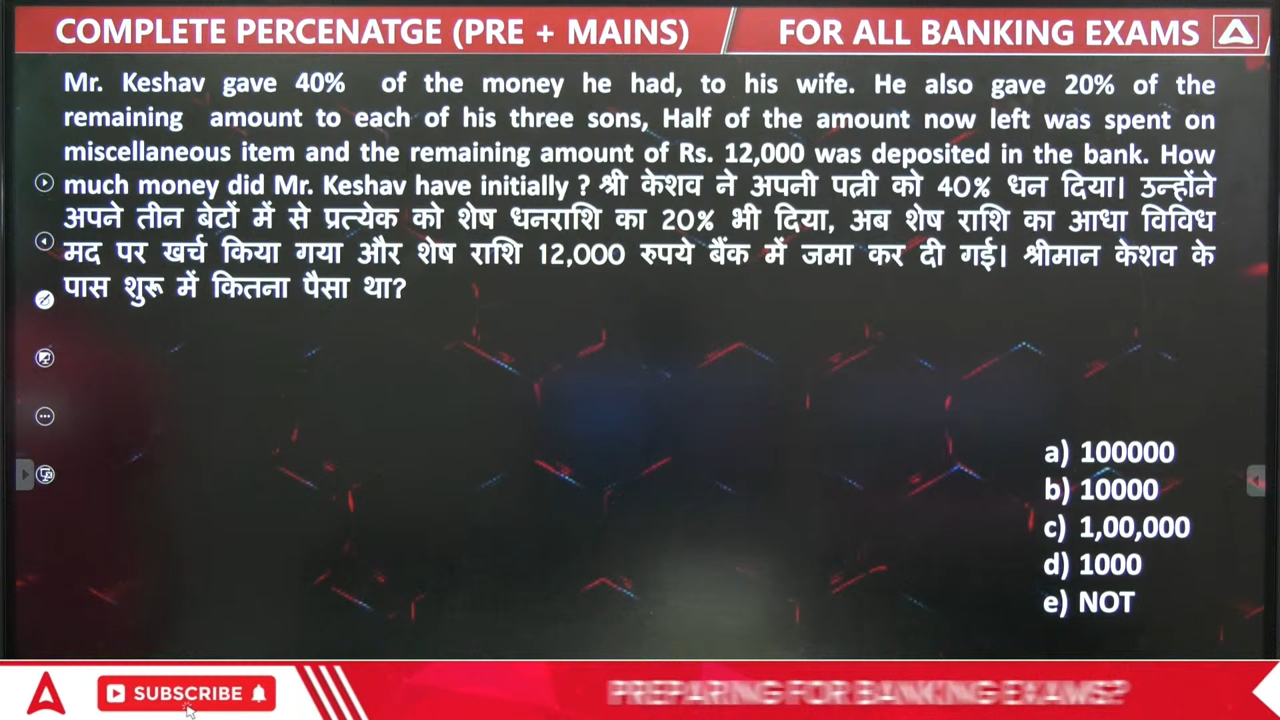 COMPLETE PERCENATGE (PRE + MAINS)
FOR ALL BANKING EXAMS
Mr. Keshav gave 40% of the money he had, to his wife. He also gave 20% of the
remaining amount to each of his three sons, Half of the amount now left was spent on
miscellaneous item and the remaining amount of Rs. 12,000 was deposited in the bank. How
much money did Mr. Keshav have initially ? श्री केशव ने अपनी पत्नी को 40% धन दिया। उन्होंने
अपने तीन बेटों में से प्रत्येक को शेष धनराशि का 20% भी दिया, अब शेष राशि का आधा विविध
मद पर खर्च किया गया और शेष राशि 12,000 रुपये बैंक में जमा कर दी गई। श्रीमान केशव के
पास शुरू में कितना पैसा था?
a) 100000
b) 10000
c) 1,00,000
d) 1000
e) NOT
SUBSCRIBE
PREPARING FOR BANKING EXAMS?